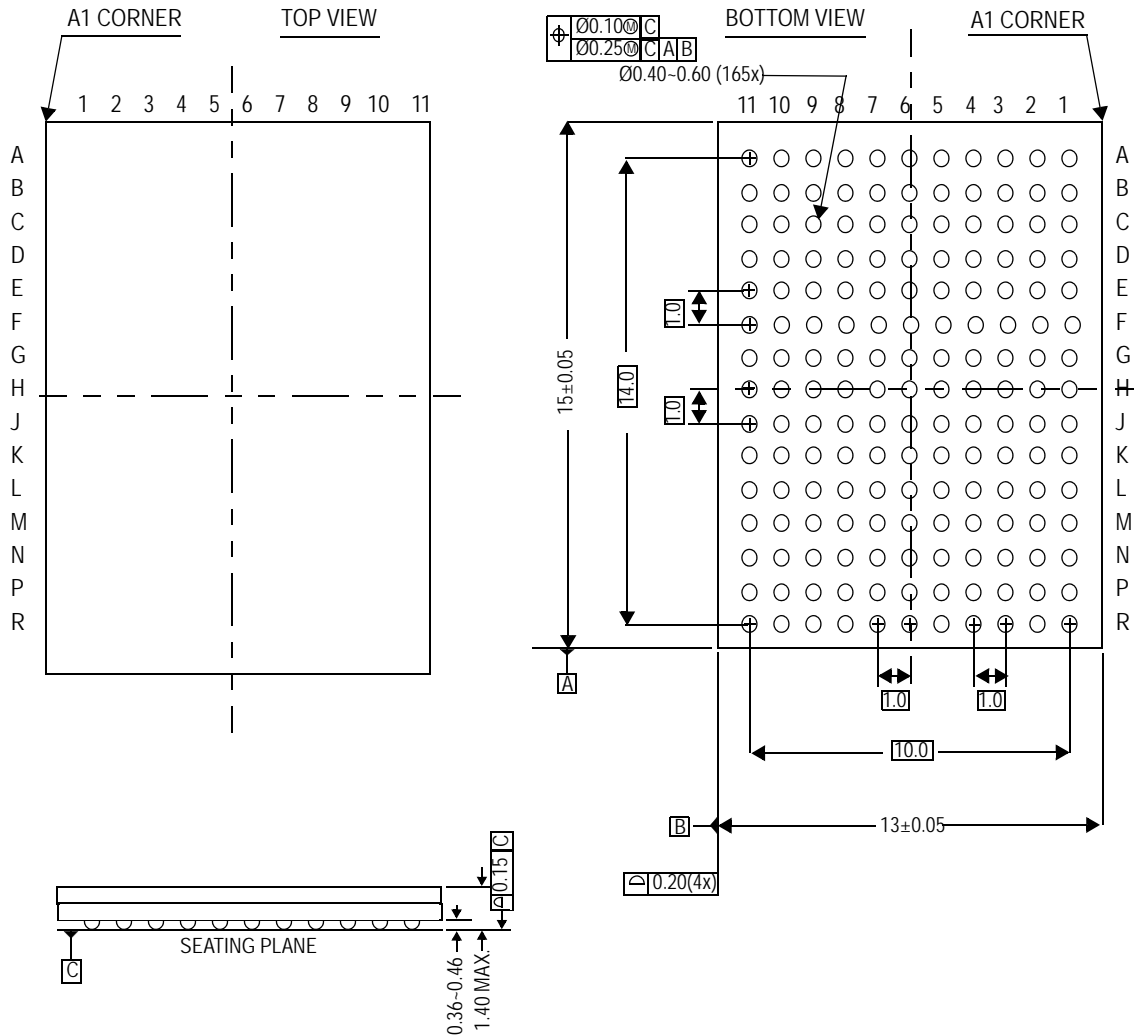 A1 CORNER TOP VIEW
1 2 3 4 5 6 7 8 9 10 11
A
B
C
D
E
F
G
H
J
K
L
M
N
P
R
Ø0.10Ⓜ C
Ø0.25Ⓜ C A B
BOTTOM VIEW A1 CORNER
Ø0.40~0.60 (165x)
11 10 9 8 7 6 5 4 3 2 1
A
B
C
D
E
F
G
H
J
K
L
M
N
P
R
15±0.05
14.0
1.0
1.0
A
1.0 1.0
10.0
B 13±0.05
0.20(4x)
0.15 C
SEATING PLANE
C
0.36~0.46
1.40 MAX.